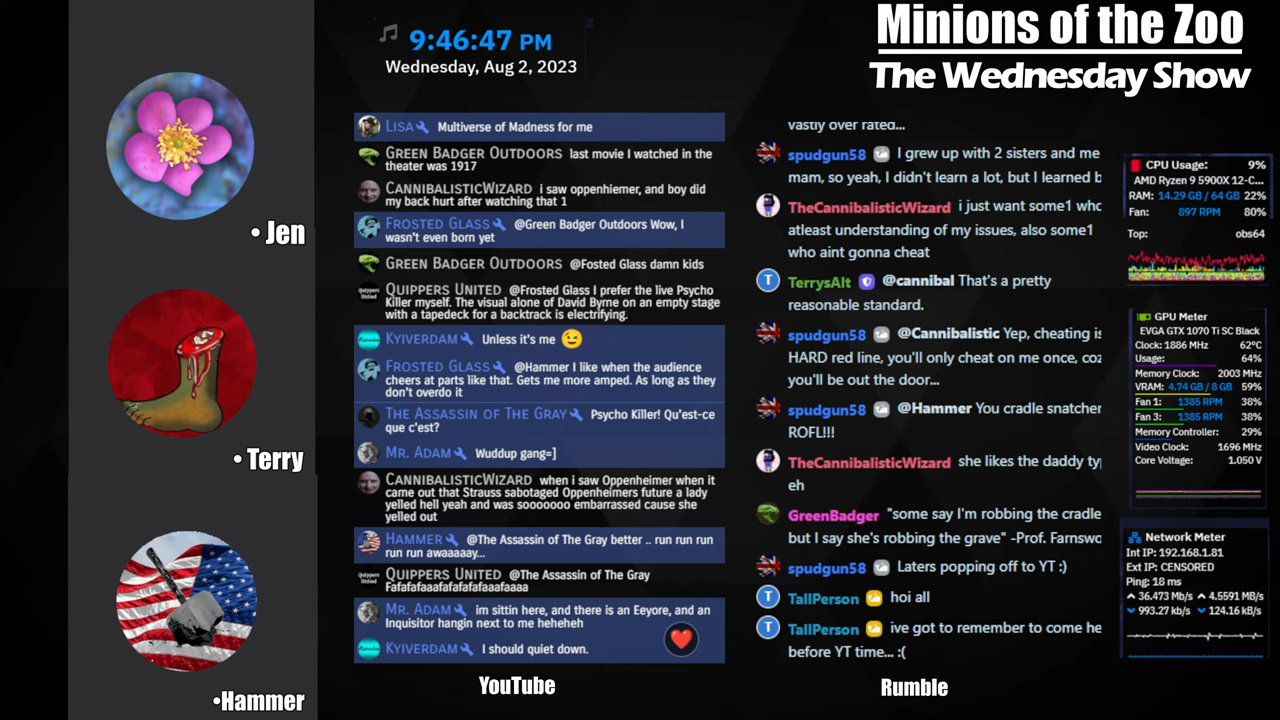 Minions of the Zoo
The Wednesday Show
9:46:47 PM
Wednesday, Aug 2, 2023
• Jen
• Terry
•Hammer
LISA Multiverse of Madness for me
GREEN BADGER OUTDOORS last movie I watched in the
theater was 1917
CANNIBALISTICWIZARD i saw oppenhiemer, and boy did
my back hurt after watching that 1
FROSTED GLASS @Green Badger Outdoors Wow, I
wasn't even born yet
GREEN BADGER OUTDOORS @Fosted Glass damn kids
Quippers
United
QUIPPERS UNITED @Frosted Glass I prefer the live Psycho
Killer myself. The visual alone of David Byrne on an empty stage
with a tapedeck for a backtrack is electrifying.
KYIVERDAM Unless it's me 😉
FROSTED GLASS @Hammer I like when the audience
cheers at parts like that. Gets me more amped. As long as they
don't overdo it
THE ASSASSIN OF THE GRAY Psycho Killer! Qu'est-ce
que c'est?
MR. ADAM Wuddup gang=]
CANNIBALISTICWIZARD when i saw Oppenheimer when it
came out that Strauss sabotaged Oppenheimers future a lady
yelled hell yeah and was sooooooo embarrassed cause she
yelled out
HAMMER @The Assassin of The Gray better .. run run run
run run awaaaaay...
Quippers
United
QUIPPERS UNITED @The Assassin of The Gray
Fafafafaaafafafafafaaafaaaa
MR. ADAM im sittin here, and there is an Eeyore, and an
Inquisitor hangin next to me heheheh
KYIVERDAM I should quiet down.
YouTube
vastly over rated...
spudgun58 I grew up with 2 sisters and me
mam, so yeah, I didn't learn a lot, but I learned b
TheCannibalisticWizard i just want some1 who
atleast understanding of my issues, also some1
who aint gonna cheat
T TerrysAlt @cannibal That's a pretty
reasonable standard.
spudgun58 @Cannibalistic Yep, cheating is
HARD red line, you'll only cheat on me once, coz
you'll be out the door...
spudgun58 @Hammer You cradle snatcher
ROFL!!!
TheCannibalisticWizard she likes the daddy typ
eh
GreenBadger "some say I'm robbing the cradle
but I say she's robbing the grave" -Prof. Farnswo
spudgun58 Laters popping off to YT :)
T TallPerson hoi all
T TallPerson ive got to remember to come he
before YT time... :(
Rumble
CPU Usage: 9%
AMD Ryzen 9 5900X 12-C...
RAM: 14.29 GB / 64 GB 22%
Fan: 897 RPM 80%
Top: obs64
GPU Meter
EVGA GTX 1070 Ti SC Black
Clock: 1886 MHz 62°C
Usage: 64%
Memory Clock: 2003 MHz
VRAM: 4.74 GB / 8 GB 59%
Fan 1: 1385 RPM 38%
Fan 3: 1385 RPM 38%
Memory Controller: 29%
Video Clock: 1696 MHz
Core Voltage: 1.050 V
Network Meter
Int IP: 192.168.1.81
Ext IP: CENSORED
Ping: 18 ms
36.473 Mb/s 4.5591 MB/s
993.27 kb/s 124.16 kB/s